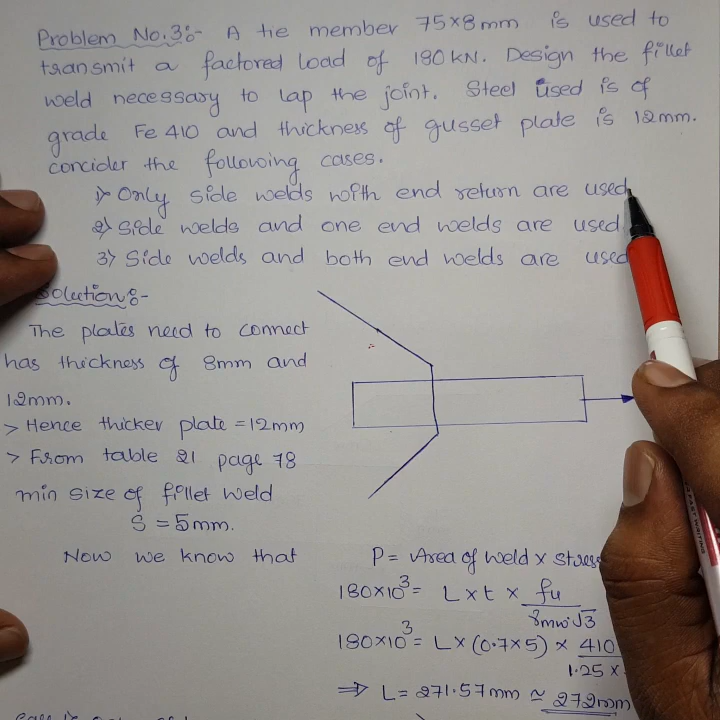 Problem No.3:- A tie member 75×8mm is used to
transmit a factored load of 180 kN. Design the fillet
weld necessary to lap the joint. Steel used is of
grade Fe 410 and thickness of gusset plate is 12mm.
concider the following cases.
1) Only side welds with end return are used
2) Side welds and one end welds are used
3) Side welds and both end welds are used
Solution:-
The plates need to connect
has thickness of 8mm and
12mm.
> Hence thicker plate = 12mm
> From table 21 page 78
min size of fillet weld
S = 5mm.
Now we know that
P = Area of weld × Stress
180×10³ = L × t × fu / γmw√3
180×10³ = L × (0.7×5) × 410 / 1.25 ×
⇒ L = 271.57mm ≈ 272mm
FAST WRITING